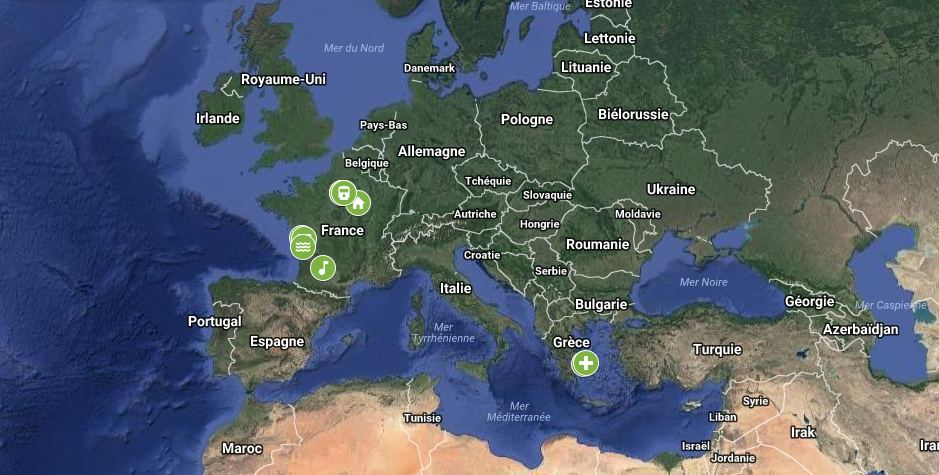 Mer Baltique
Estonie
Lettonie
Mer du Nord
Danemark
Lituanie
Royaume-Uni
Irlande
Pologne
Biélorussie
Pays-Bas
Allemagne
Belgique
Tchéquie
Slovaquie
Ukraine
Autriche
Moldavie
Hongrie
France
Roumanie
Croatie
Serbie
Mer Noire
Italie
Bulgarie
Géorgie
Mer Caspienne
Portugal
Azerbaïdjan
Mer
Tyrrhénienne
Espagne
Grèce
Turquie
Syrie
Mer
Méditerranée
Tunisie
Liban
Irak
Maroc
Israël
Jordanie